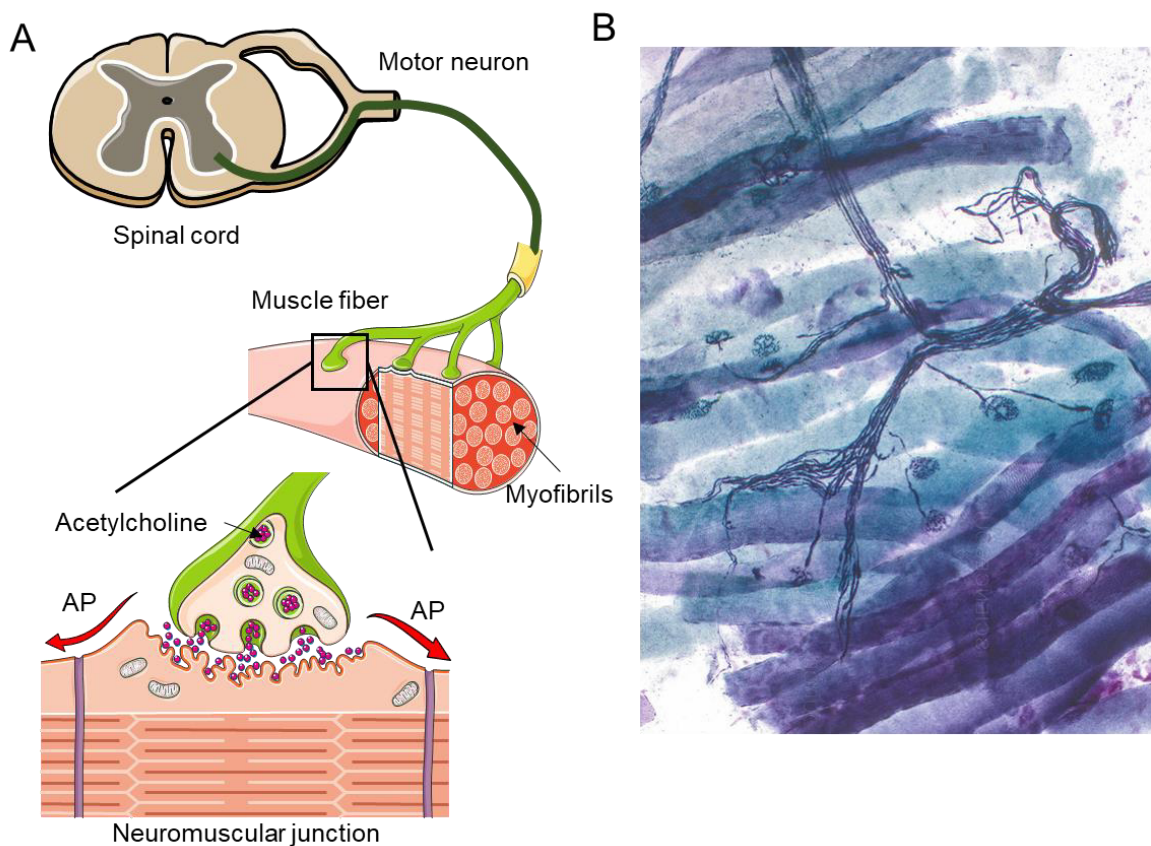 A
B
Motor neuron
Spinal cord
Muscle fiber
Myofibrils
Acetylcholine
AP
AP
Neuromuscular junction